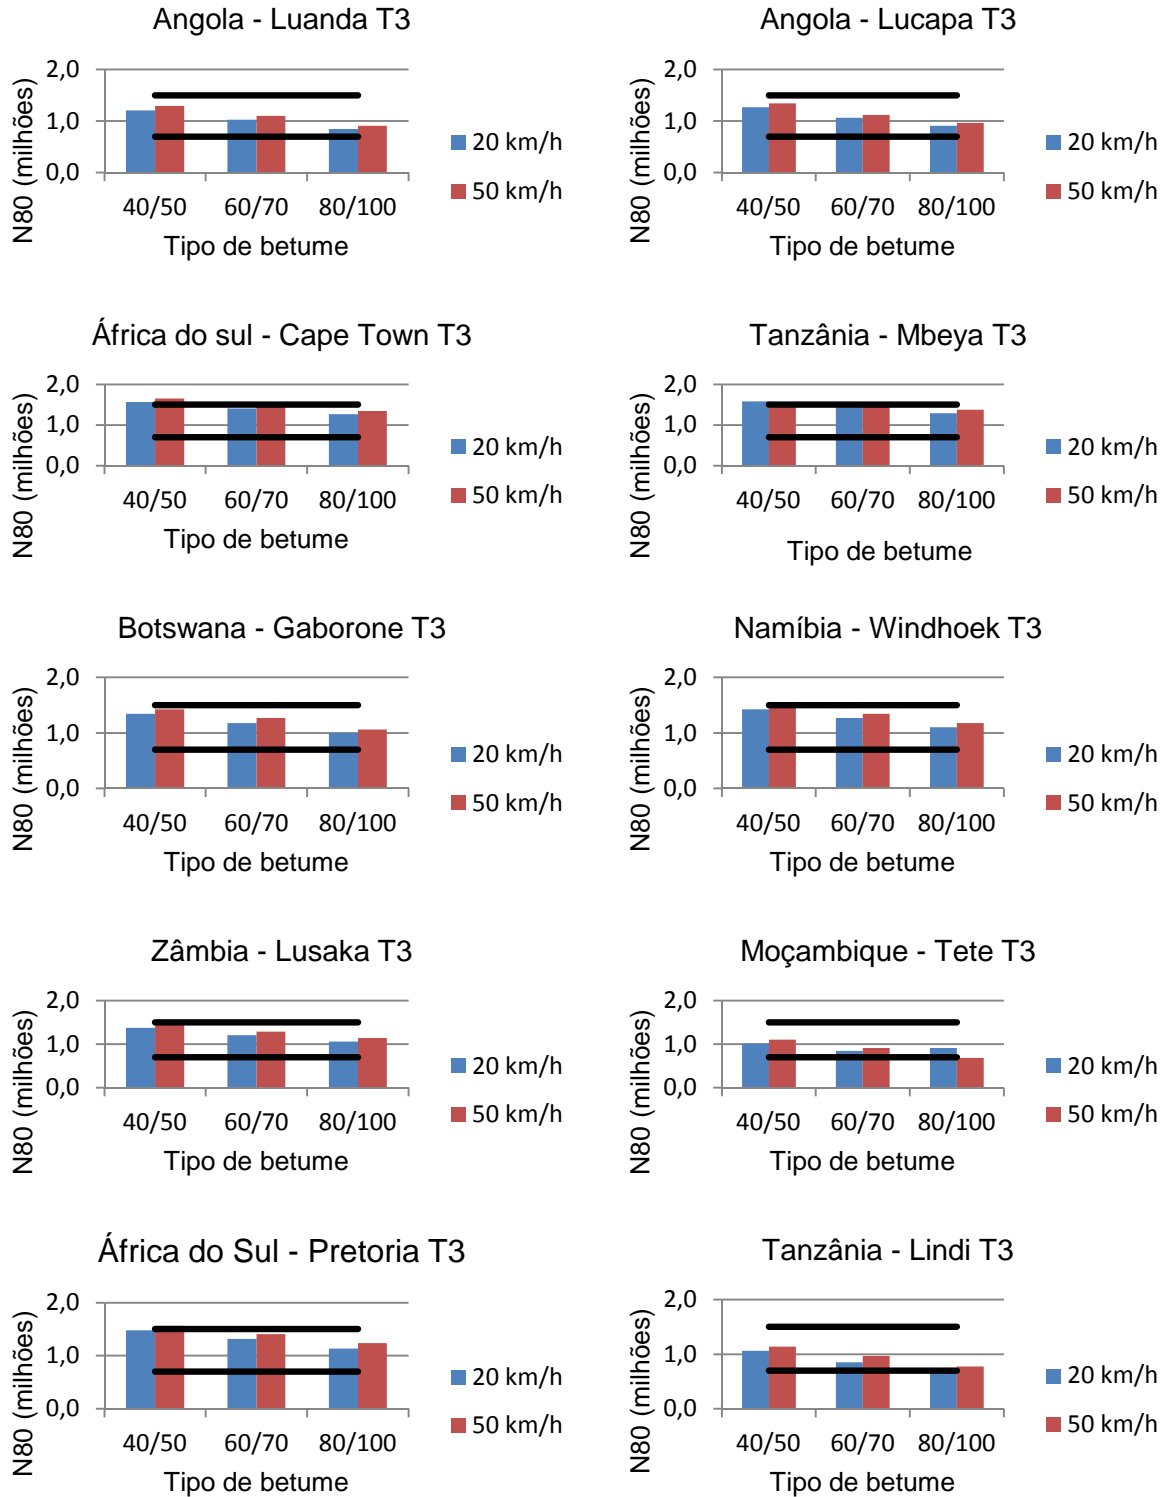 Angola - Luanda T3
N80 (milhões)
2,0
1,0
0,0
40/50 60/70 80/100
Tipo de betume
20 km/h
50 km/h
Angola - Lucapa T3
N80 (milhões)
2,0
1,0
0,0
40/50 60/70 80/100
Tipo de betume
20 km/h
50 km/h
África do sul - Cape Town T3
N80 (milhões)
2,0
1,0
0,0
40/50 60/70 80/100
Tipo de betume
20 km/h
50 km/h
Tanzânia - Mbeya T3
N80 (milhões)
2,0
1,0
0,0
40/50 60/70 80/100
Tipo de betume
20 km/h
50 km/h
Botswana - Gaborone T3
N80 (milhões)
2,0
1,0
0,0
40/50 60/70 80/100
Tipo de betume
20 km/h
50 km/h
Namíbia - Windhoek T3
N80 (milhões)
2,0
1,0
0,0
40/50 60/70 80/100
Tipo de betume
20 km/h
50 km/h
Zâmbia - Lusaka T3
N80 (milhões)
2,0
1,0
0,0
40/50 60/70 80/100
Tipo de betume
20 km/h
50 km/h
Moçambique - Tete T3
N80 (milhões)
2,0
1,0
0,0
40/50 60/70 80/100
Tipo de betume
20 km/h
50 km/h
África do Sul - Pretoria T3
N80 (milhões)
2,0
1,0
0,0
40/50 60/70 80/100
Tipo de betume
20 km/h
50 km/h
Tanzânia - Lindi T3
N80 (milhões)
2,0
1,0
0,0
40/50 60/70 80/100
Tipo de betume
20 km/h
50 km/h